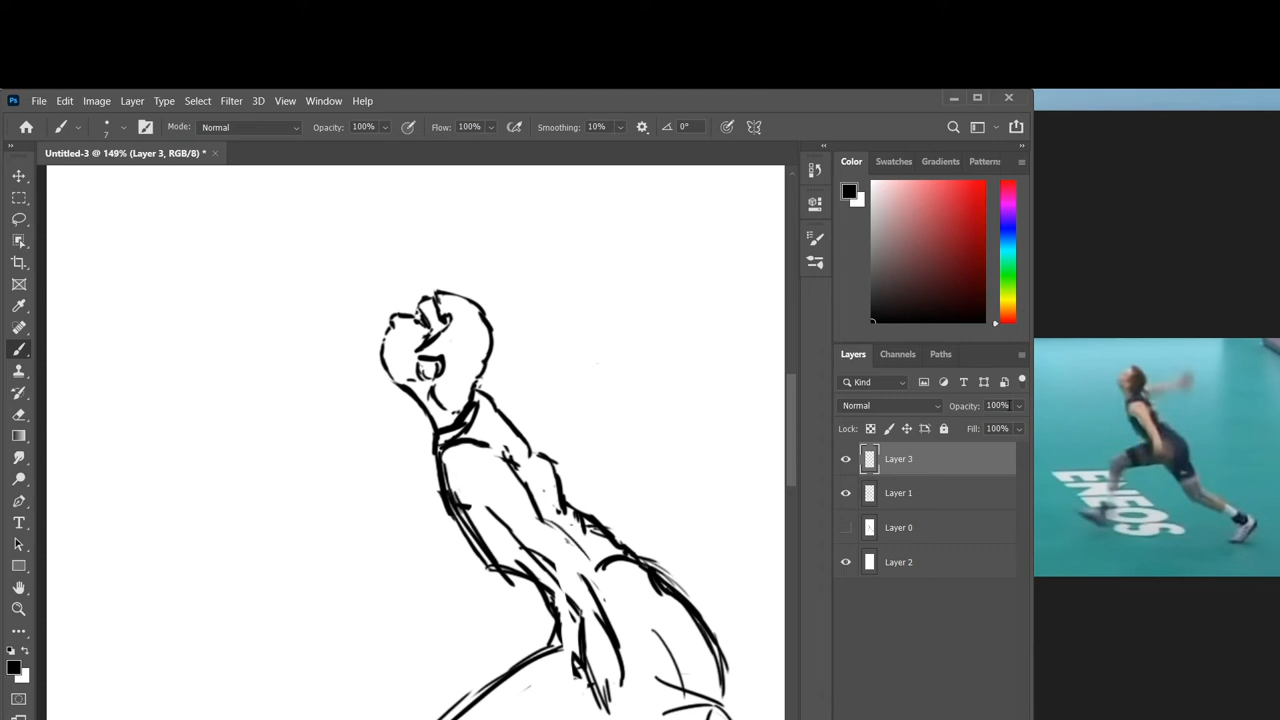 Ps File Edit Image Layer Type Select Filter 3D View Window Help
7 Mode: Normal Opacity: 100% Flow: 100% Smoothing: 10% 0°
Untitled-3 @ 149% (Layer 3, RGB/8) *
Color Swatches Gradients Patterns
Layers Channels Paths
Kind
Normal Opacity: 100%
Lock: Fill: 100%
Layer 3
Layer 1
Layer 0
Layer 2
ENEOS